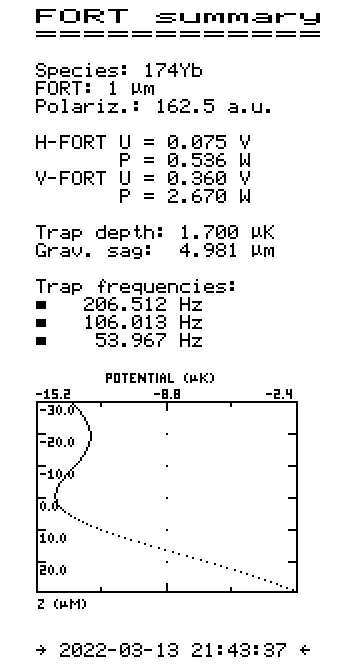 FORT summary
============
Species: 174Yb
FORT: 1 µm
Polariz.: 162.5 a.u.
H-FORT U = 0.075 V
P = 0.536 W
V-FORT U = 0.360 V
P = 2.670 W
Trap depth: 1.700 µK
Grav. sag: 4.981 µm
Trap frequencies:
■ 206.512 Hz
■ 106.013 Hz
■ 53.967 Hz
POTENTIAL (µK)
-15.2 -8.8 -2.4
-30.0
-20.0
-10.0
0.0
10.0
20.0
Z (µM)
→ 2022-03-13 21:43:37 ←